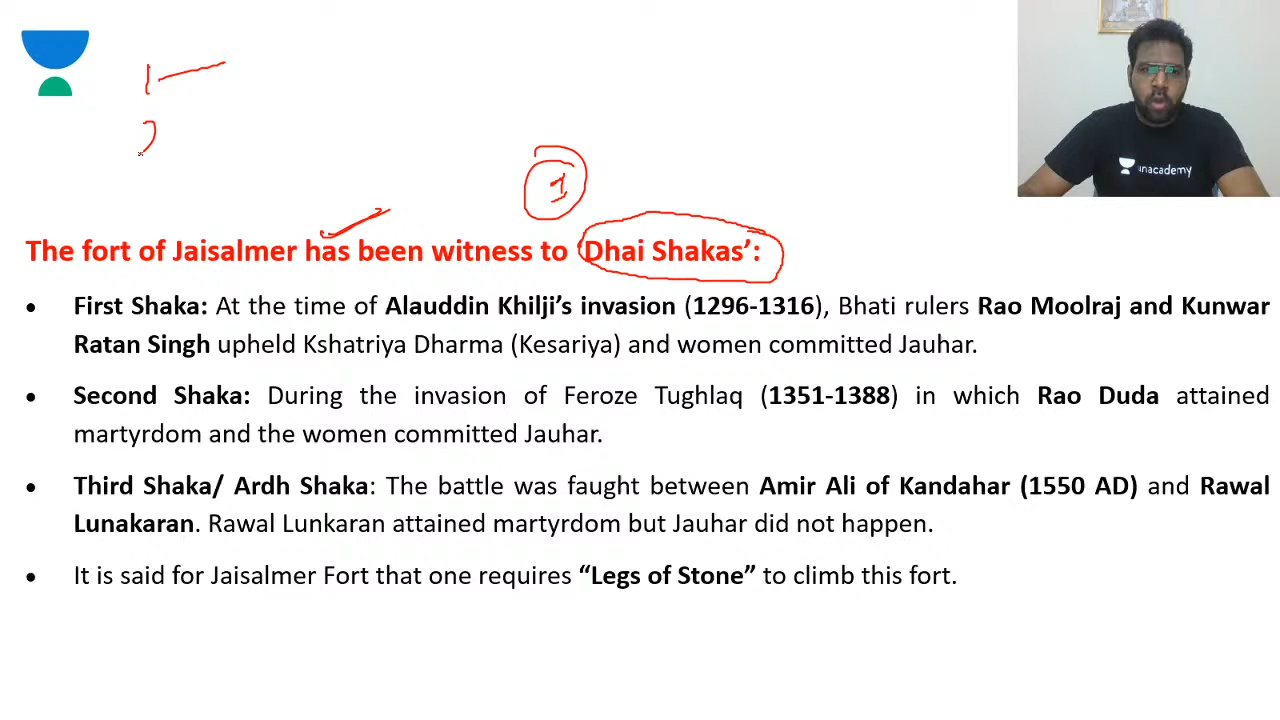 1
2
1
unacademy
The fort of Jaisalmer has been witness to ‘Dhai Shakas’:
• First Shaka: At the time of Alauddin Khilji’s invasion (1296-1316), Bhati rulers Rao Moolraj and Kunwar
Ratan Singh upheld Kshatriya Dharma (Kesariya) and women committed Jauhar.
• Second Shaka: During the invasion of Feroze Tughlaq (1351-1388) in which Rao Duda attained
martyrdom and the women committed Jauhar.
• Third Shaka/ Ardh Shaka: The battle was faught between Amir Ali of Kandahar (1550 AD) and Rawal
Lunakaran. Rawal Lunkaran attained martyrdom but Jauhar did not happen.
• It is said for Jaisalmer Fort that one requires “Legs of Stone” to climb this fort.